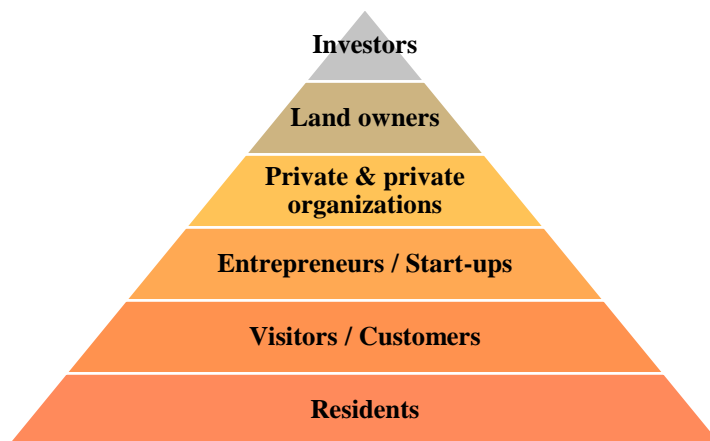 Investors
Land owners
Private & private
organizations
Entrepreneurs / Start-ups
Visitors / Customers
Residents